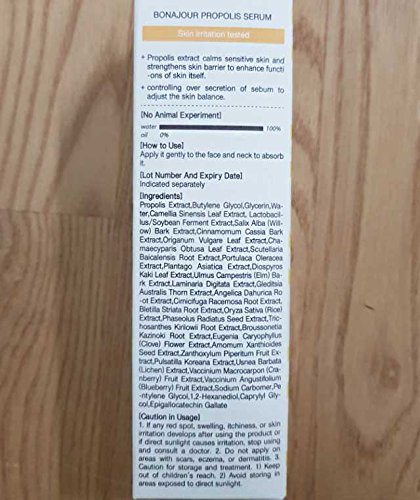 BONAJOUR PROPOLIS SERUM
Skin irritation tested
+ Propolis extract calms sensitive skin and
strengthens skin barrier to enhance functi
-ons of skin itself.
+ controlling over secretion of sebum to
adjust the skin balance.
[No Animal Experiment]
water 100%
oil 0%
[How to Use]
Apply it gently to the face and neck to absorb
it.
[Lot Number And Expiry Date]
Indicated separately
[Ingredients]
Propolis Extract,Butylene Glycol,Glycerin,Wa-
ter,Camellia Sinensis Leaf Extract, Lactobacil-
lus/Soybean Ferment Extract,Salix Alba (Will-
ow) Bark Extract,Cinnamomum Cassia Bark
Extract,Origanum Vulgare Leaf Extract,Cha-
maecyparis Obtusa Leaf Extract,Scutellaria
Baicalensis Root Extract,Portulaca Oleracea
Extract,Plantago Asiatica Extract,Diospyros
Kaki Leaf Extract,Ulmus Campestris (Elm) Ba-
rk Extract,Laminaria Digitata Extract,Gleditsia
Australis Thorn Extract,Angelica Dahurica Ro
-ot Extract,Cimicifuga Racemosa Root Extract,
Bletilla Striata Root Extract,Oryza Sativa (Rice)
Extract,Phaseolus Radiatus Seed Extract,Tric-
hosanthes Kirilowii Root Extract,Broussonetia
Kazinoki Root Extract,Eugenia Caryophyllus
(Clove) Flower Extract,Amomum Xanthioides
Seed Extract,Zanthoxylum Piperitum Fruit Ex-
tract,Pulsatilla Koreana Extract,Usnea Barbata
(Lichen) Extract,Vaccinium Macrocarpon (Cra-
nberry) Fruit Extract,Vaccinium Angustifolium
(Blueberry) Fruit Extract,Sodium Carbomer,Pe
-ntylene Glycol,1,2-Hexanediol,Caprylyl Gly-
col,Epigallocatechin Gallate
[Caution in Usage]
1. If any red spot, swelling, itchiness, or skin
irritation develops after using the product or
if direct sunlight causes irritation, stop using
and consult a doctor. 2. Do not apply on
areas with scars, eczema, or dermatitis. 3.
Caution for storage and treatment. 1) Keep
out of children's reach. 2) Avoid storing in
areas exposed to direct sunlight.